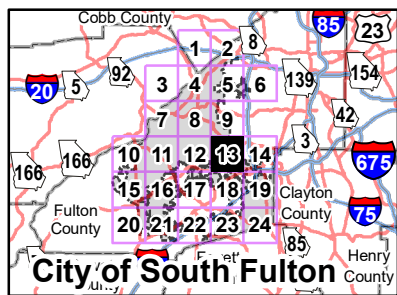 Cobb County
85
23
1 2 8
92
20
5
3 4 5 6
139
154
7 8 9
42
3
10 11 12 13 14
166
166
675
15 16 17 18 19
Clayton
County
Fulton
County
75
20 21 22 23 24
85
Henry
County
City of South Fulton